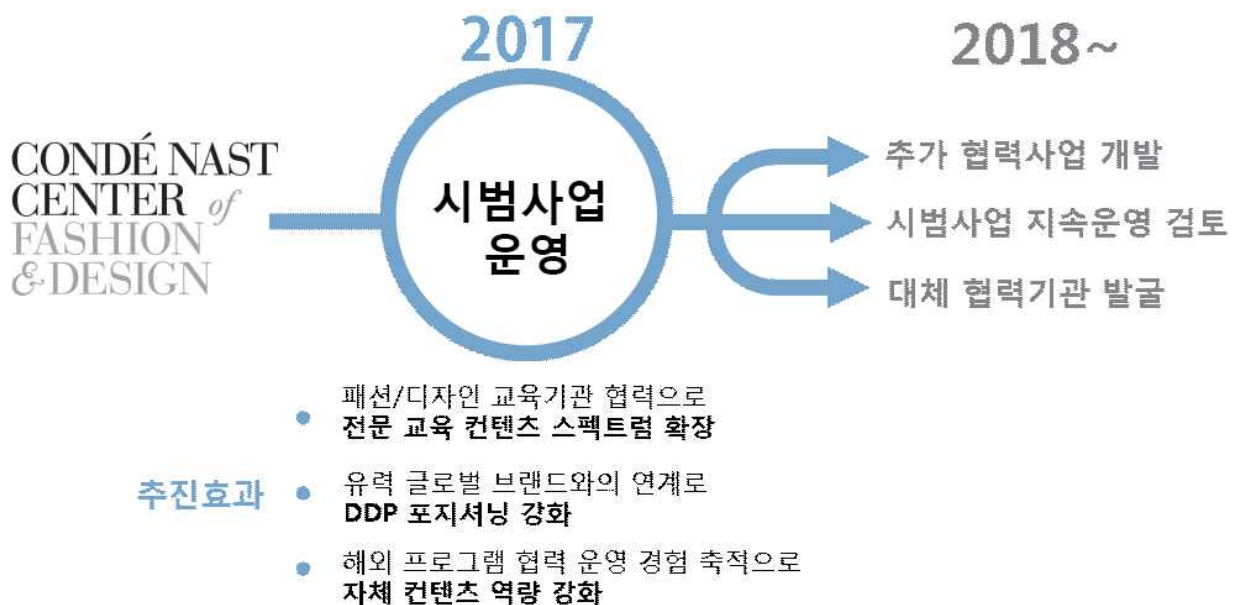 2017
2018~
CONDÉ NAST
CENTER of
FASHION
& DESIGN
시범사업
운영
추가 협력사업 개발
시범사업 지속운영 검토
대체 협력기관 발굴
추진효과
• 패션/디자인 교육기관 협력으로
전문 교육 컨텐츠 스펙트럼 확장
• 유력 글로벌 브랜드와의 연계로
DDP 포지셔닝 강화
• 해외 프로그램 협력 운영 경험 축적으로
자체 컨텐츠 역량 강화